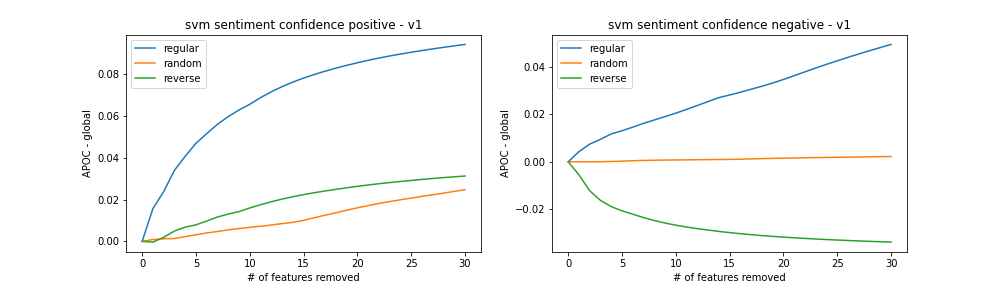 svm sentiment confidence positive - v1
regular
random
reverse
APOC - global
0.08
0.06
0.04
0.02
0.00
0 5 10 15 20 25 30
# of features removed
svm sentiment confidence negative - v1
regular
random
reverse
APOC - global
0.04
0.02
0.00
−0.02
0 5 10 15 20 25 30
# of features removed